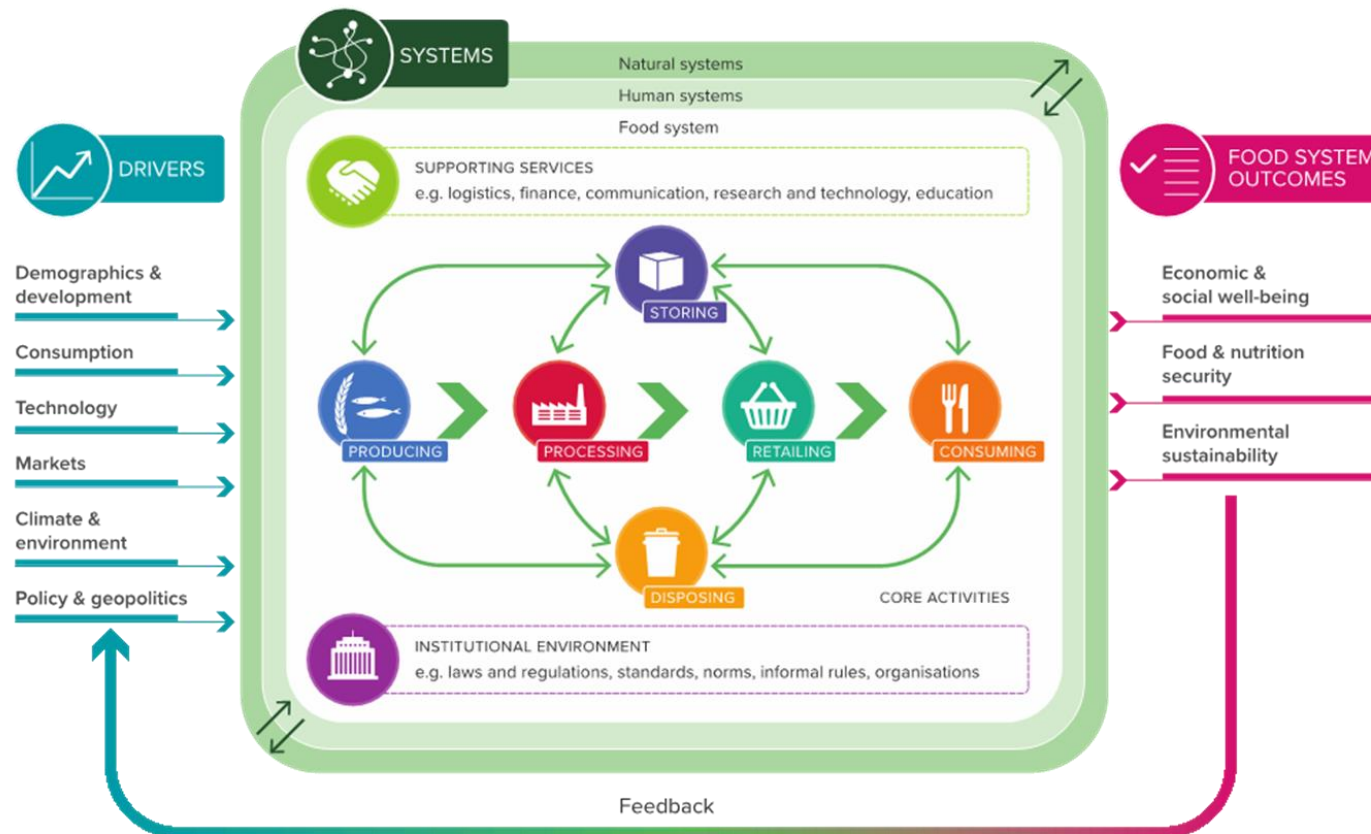 SYSTEMS
Natural systems
Human systems
Food system
DRIVERS
Demographics &
development
Consumption
Technology
Markets
Climate &
environment
Policy & geopolitics
SUPPORTING SERVICES
e.g. logistics, finance, communication, research and technology, education
STORING
PRODUCING
PROCESSING
RETAILING
CONSUMING
DISPOSING
CORE ACTIVITIES
INSTITUTIONAL ENVIRONMENT
e.g. laws and regulations, standards, norms, informal rules, organisations
FOOD SYSTEM
OUTCOMES
Economic &
social well-being
Food & nutrition
security
Environmental
sustainability
Feedback